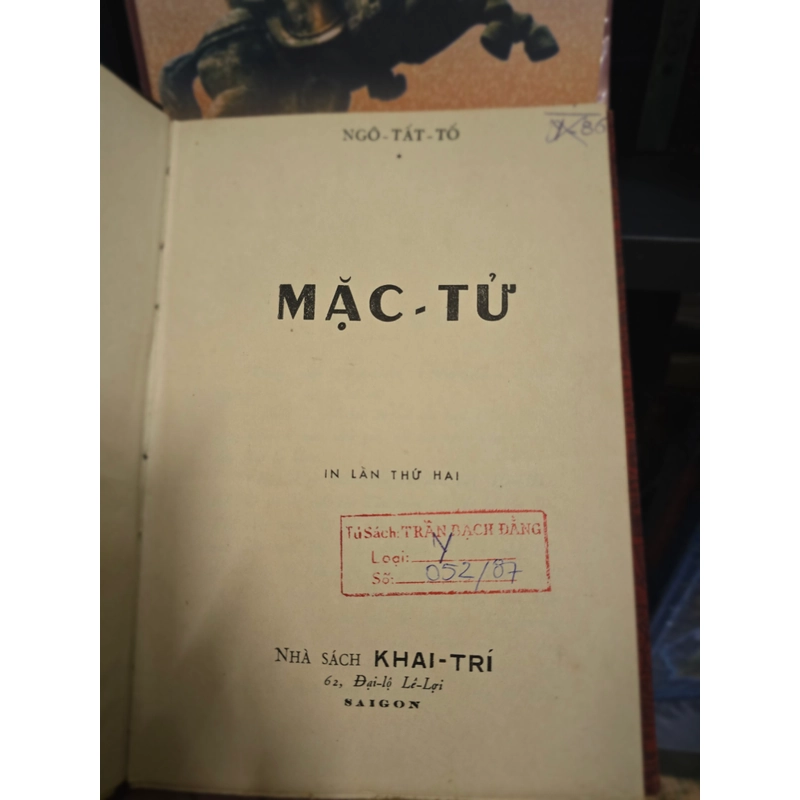 NGÔ-TẤT-TỐ
MẶC-TỬ
IN LẦN THỨ HAI
Tủ Sách: TRẦN BẠCH ĐẰNG
Loại: Y
Số: 052/87
NHÀ SÁCH KHAI-TRÍ
62, Đại-lộ Lê-Lợi
SAIGON